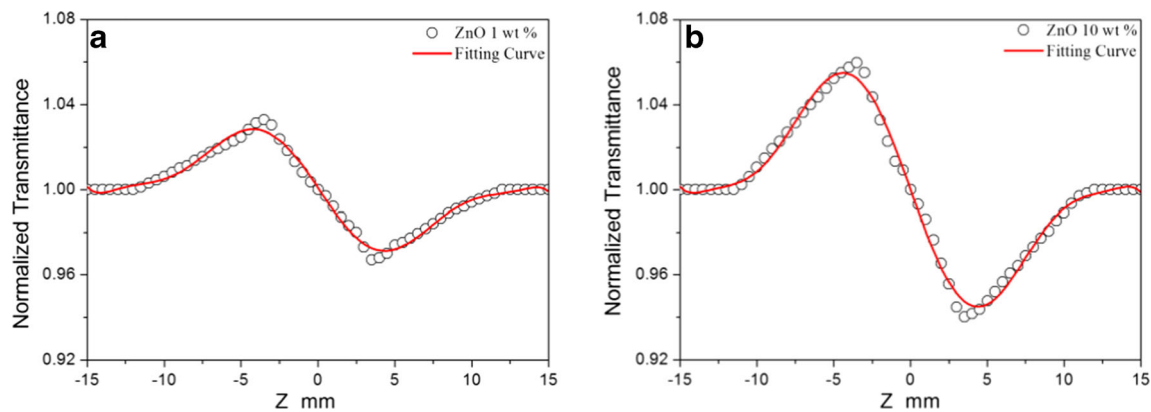 a
ZnO 1 wt %
Fitting Curve
Normalized Transmittance
1.08
1.04
1.00
0.96
0.92
-15 -10 -5 0 5 10 15
Z mm
b
ZnO 10 wt %
Fitting Curve
Normalized Transmittance
1.08
1.04
1.00
0.96
0.92
-15 -10 -5 0 5 10 15
Z mm